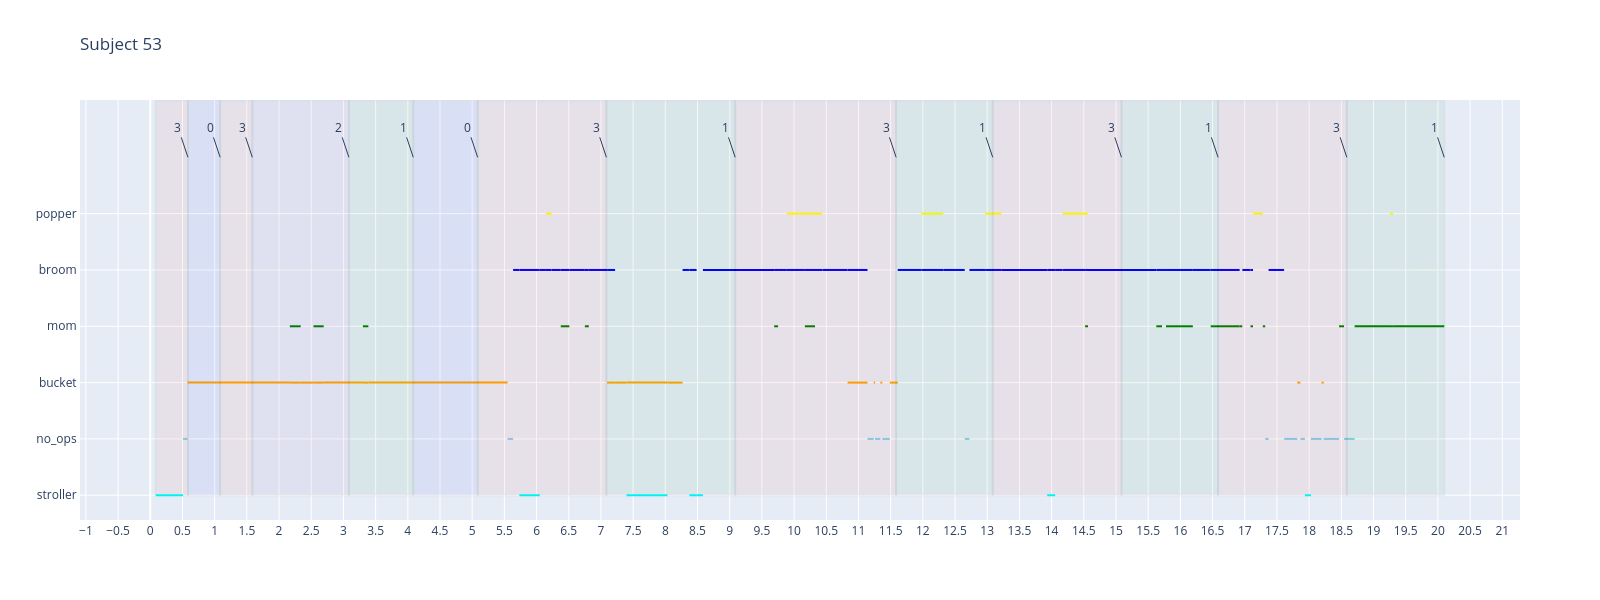 Subject 53
3 0 3 2 1 0 3 1 3 1 3 1 3 1
popper
broom
mom
bucket
no_ops
stroller
−1 −0.5 0 0.5 1 1.5 2 2.5 3 3.5 4 4.5 5 5.5 6 6.5 7 7.5 8 8.5 9 9.5 10 10.5 11 11.5 12 12.5 13 13.5 14 14.5 15 15.5 16 16.5 17 17.5 18 18.5 19 19.5 20 20.5 21